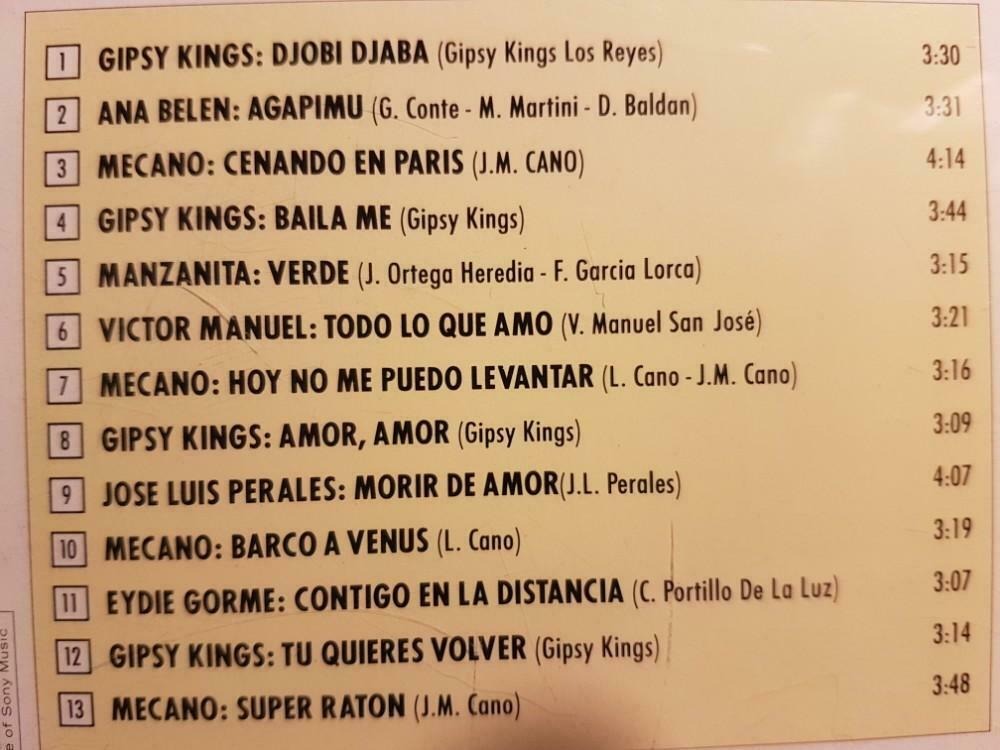 1 GIPSY KINGS: DJOBI DJABA (Gipsy Kings Los Reyes) 3:30
2 ANA BELEN: AGAPIMU (G. Conte - M. Martini - D. Baldan) 3:31
3 MECANO: CENANDO EN PARIS (J.M. CANO) 4:14
4 GIPSY KINGS: BAILA ME (Gipsy Kings) 3:44
5 MANZANITA: VERDE (J. Ortega Heredia - F. Garcia Lorca) 3:15
6 VICTOR MANUEL: TODO LO QUE AMO (V. Manuel San José) 3:21
7 MECANO: HOY NO ME PUEDO LEVANTAR (L. Cano - J.M. Cano) 3:16
8 GIPSY KINGS: AMOR, AMOR (Gipsy Kings) 3:09
9 JOSE LUIS PERALES: MORIR DE AMOR(J.L. Perales) 4:07
10 MECANO: BARCO A VENUS (L. Cano) 3:19
11 EYDIE GORME: CONTIGO EN LA DISTANCIA (C. Portillo De La Luz) 3:07
12 GIPSY KINGS: TU QUIERES VOLVER (Gipsy Kings) 3:14
13 MECANO: SUPER RATON (J.M. Cano) 3:48
of Sony Music